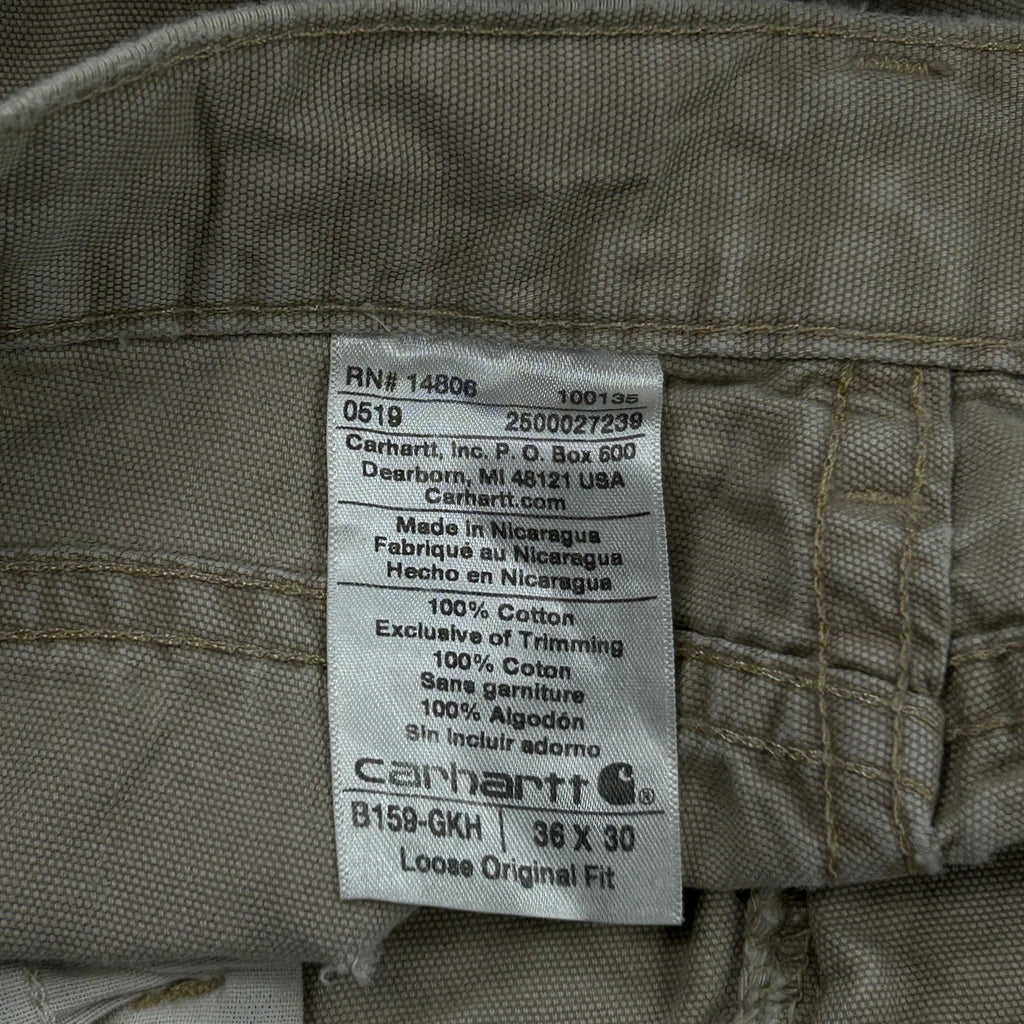 RN# 14806 100135
0519 2500027239
Carhartt, Inc. P. O. Box 600
Dearborn, MI 48121 USA
Carhartt.com
Made in Nicaragua
Fabriqué au Nicaragua
Hecho en Nicaragua
100% Cotton
Exclusive of Trimming
100% Coton
Sans garniture
100% Algodón
Sin incluir adorno
carhartt ®
B159-GKH 36 X 30
Loose Original Fit